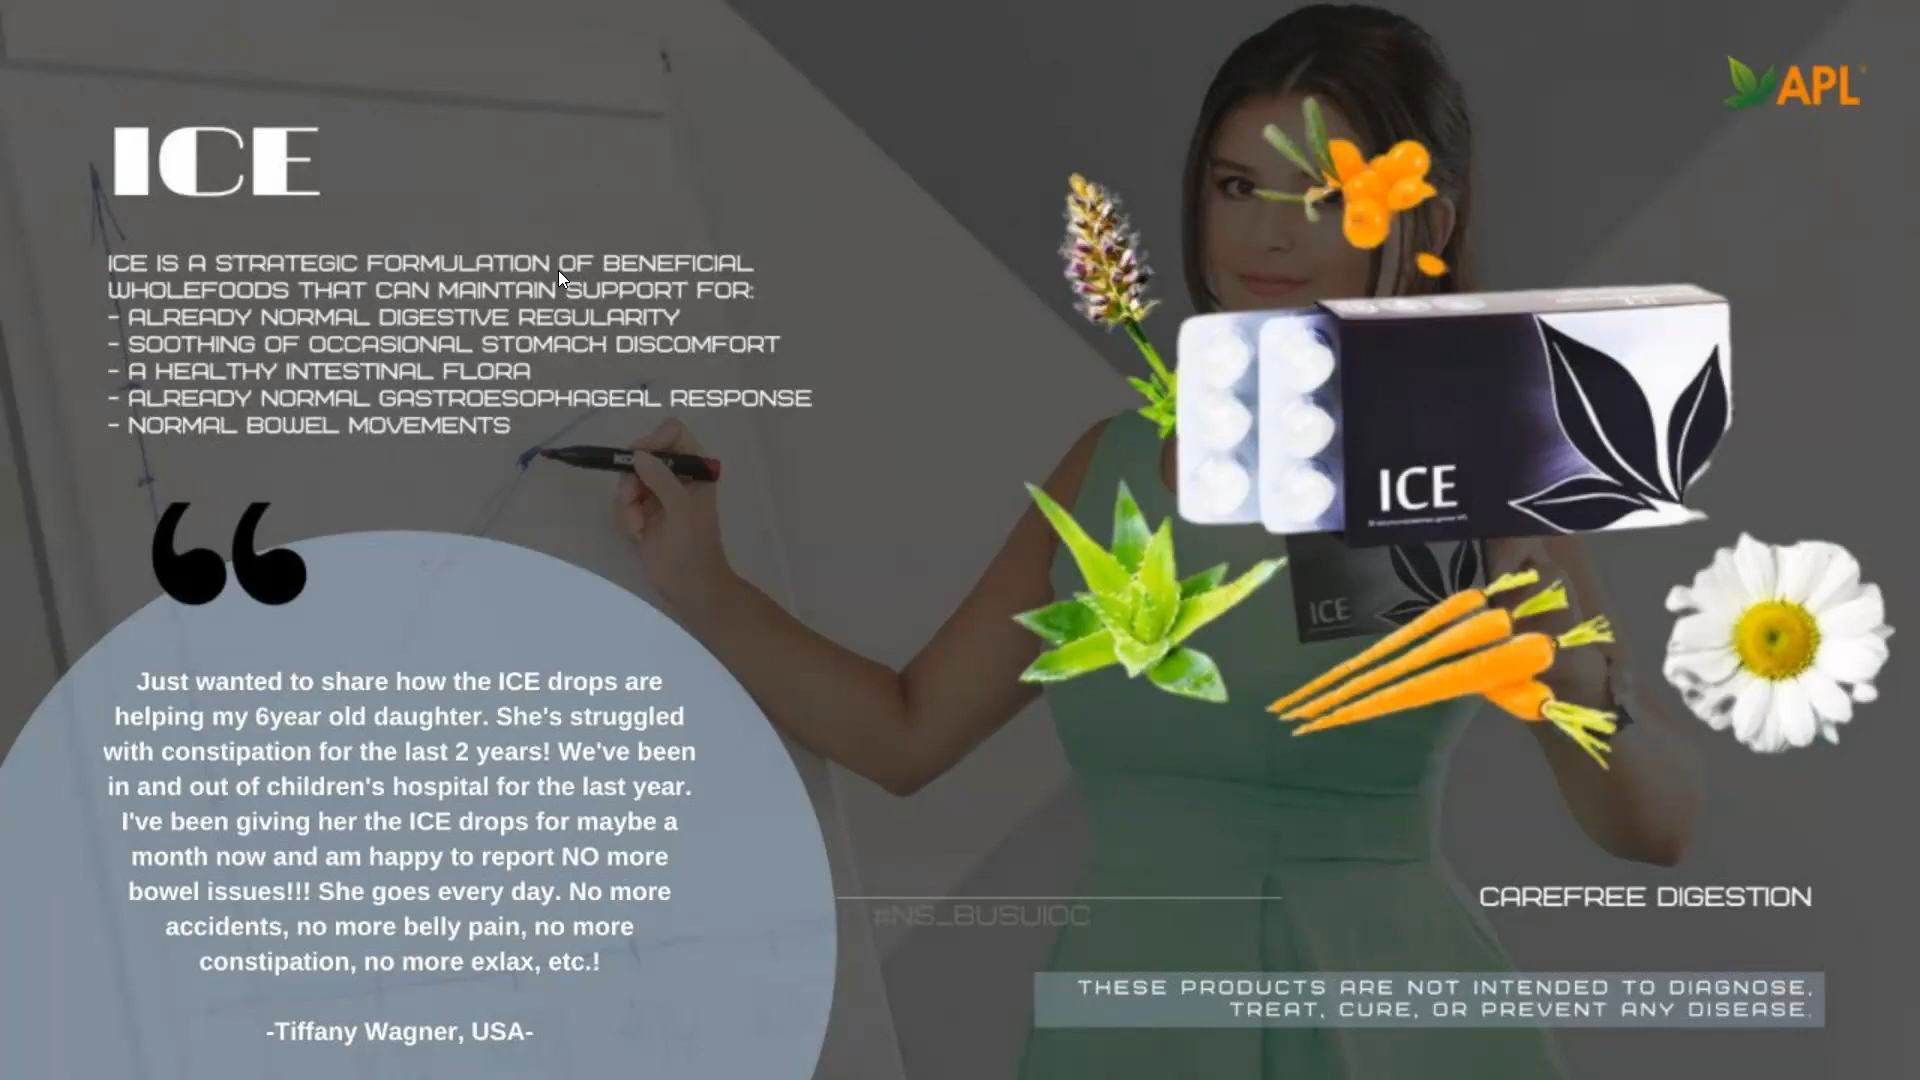 APL
ICE
ICE IS A STRATEGIC FORMULATION OF BENEFICIAL
WHOLEFOODS THAT CAN MAINTAIN SUPPORT FOR:
- ALREADY NORMAL DIGESTIVE REGULARITY
- SOOTHING OF OCCASIONAL STOMACH DISCOMFORT
- A HEALTHY INTESTINAL FLORA
- ALREADY NORMAL GASTROESOPHAGEAL RESPONSE
- NORMAL BOWEL MOVEMENTS
ICE
ICE
“
Just wanted to share how the ICE drops are
helping my 6year old daughter. She's struggled
with constipation for the last 2 years! We've been
in and out of children's hospital for the last year.
I've been giving her the ICE drops for maybe a
month now and am happy to report NO more
bowel issues!!! She goes every day. No more
accidents, no more belly pain, no more
constipation, no more exlax, etc.!
-Tiffany Wagner, USA-
#NS_BUSUIOC
CAREFREE DIGESTION
THESE PRODUCTS ARE NOT INTENDED TO DIAGNOSE,
TREAT, CURE, OR PREVENT ANY DISEASE.